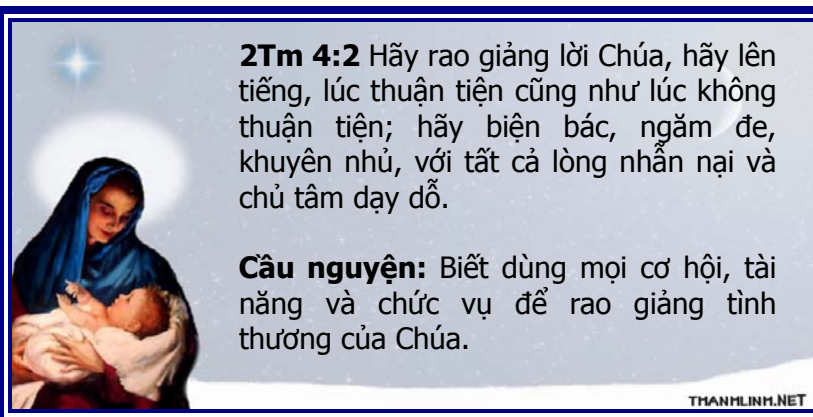 2Tm 4:2 Hãy rao giảng lời Chúa, hãy lên
tiếng, lúc thuận tiện cũng như lúc không
thuận tiện; hãy biện bác, ngăm đe,
khuyên nhủ, với tất cả lòng nhẫn nại và
chủ tâm dạy dỗ.
Cầu nguyện: Biết dùng mọi cơ hội, tài
năng và chức vụ để rao giảng tình
thương của Chúa.
THANHLINH.NET